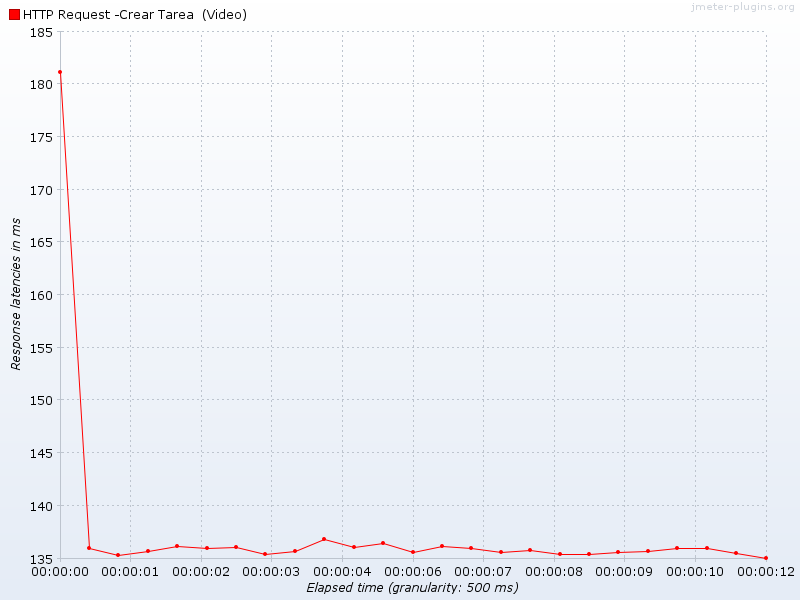 jmeter-plugins.org
HTTP Request -Crear Tarea  (Video)
185
180
175
170
165
160
155
150
145
140
135
Response latencies in ms
00:00:00 00:00:01 00:00:02 00:00:03 00:00:04 00:00:06 00:00:07 00:00:08 00:00:09 00:00:10 00:00:12
Elapsed time (granularity: 500 ms)